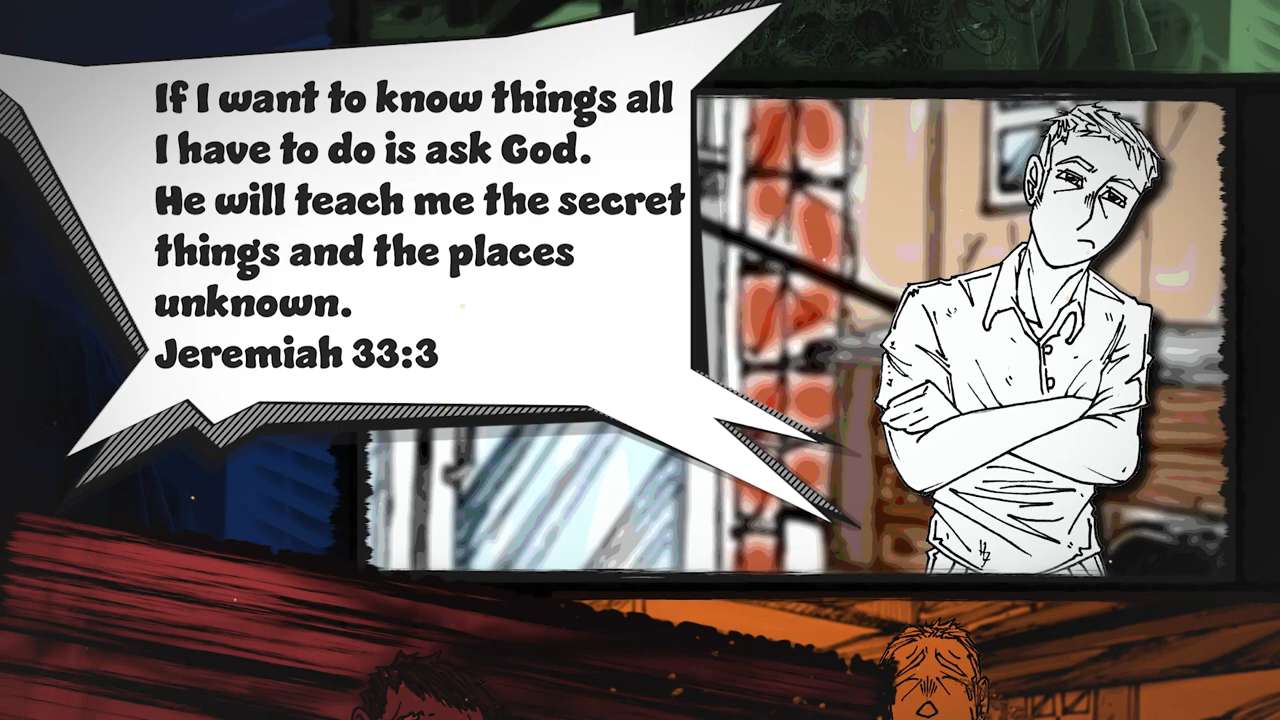 If I want to know things all
I have to do is ask God.
He will teach me the secret
things and the places
unknown.
Jeremiah 33:3